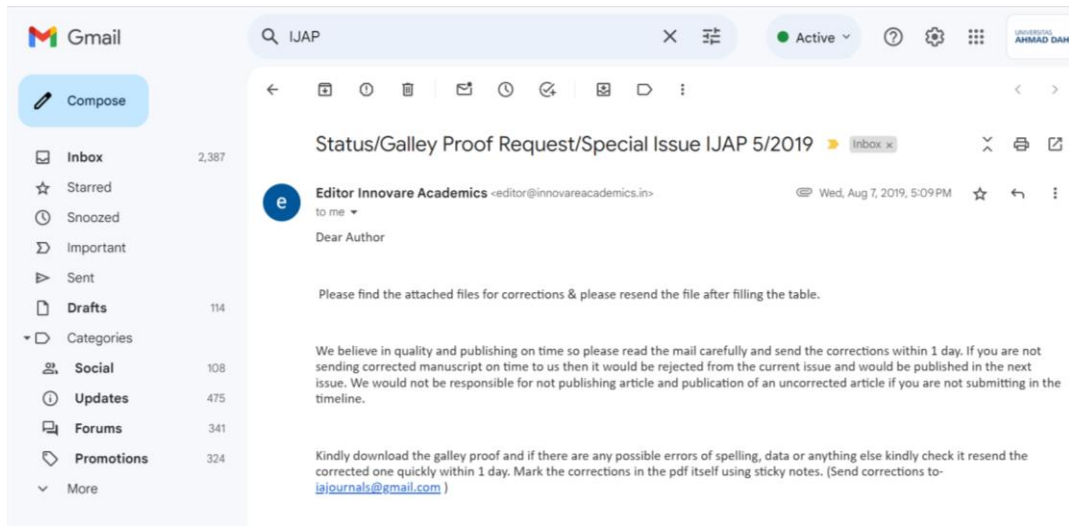 Gmail
IJAP
Active
UNIVERSITAS
AHMAD DAH
Compose
Inbox 2,387
Starred
Snoozed
Important
Sent
Drafts 114
Categories
Social 108
Updates 475
Forums 341
Promotions 324
More
Status/Galley Proof Request/Special Issue IJAP 5/2019
Inbox x
e
Editor Innovare Academics <editor@innovareacademics.in>
Wed, Aug 7, 2019, 5:09 PM
to me
Dear Author
Please find the attached files for corrections & please resend the file after filling the table.
We believe in quality and publishing on time so please read the mail carefully and send the corrections within 1 day. If you are not
sending corrected manuscript on time to us then it would be rejected from the current issue and would be published in the next
issue. We would not be responsible for not publishing article and publication of an uncorrected article if you are not submitting in the
timeline.
Kindly download the galley proof and if there are any possible errors of spelling, data or anything else kindly check it resend the
corrected one quickly within 1 day. Mark the corrections in the pdf itself using sticky notes. (Send corrections to-
iajournals@gmail.com )